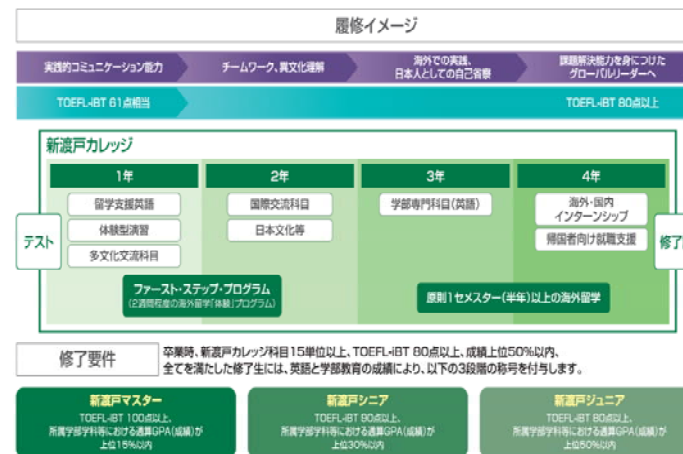 履修イメージ
実践的コミュニケーション能力
チームワーク、異文化理解
海外での実践、
日本人としての自己省察
課題解決能力を身につけた
グローバルリーダーへ
TOEFL-iBT 61点相当
TOEFL-iBT 80点以上
新渡戸カレッジ
1年
2年
3年
4年
テスト
留学支援英語
体験型演習
多文化交流科目
国際交流科目
日本文化等
学部専門科目(英語)
海外・国内
インターンシップ
帰国者向け就職支援
修了
ファースト・ステップ・プログラム
(2週間程度の海外留学「体験」プログラム)
原則1セメスター(半年)以上の海外留学
修了要件
卒業時、新渡戸カレッジ科目15単位以上、TOEFL-iBT 80点以上、成績上位50%以内、
全てを満たした修了生には、英語と学部教育の成績により、以下の3段階の称号を付与します。
新渡戸マスター
TOEFL-iBT 100点以上、
所属学部学科等における通算GPA(成績)が
上位15%以内
新渡戸シニア
TOEFL-iBT 90点以上、
所属学部学科等における通算GPA(成績)が
上位30%以内
新渡戸ジュニア
TOEFL-iBT 80点以上、
所属学部学科等における通算GPA(成績)が
上位50%以内